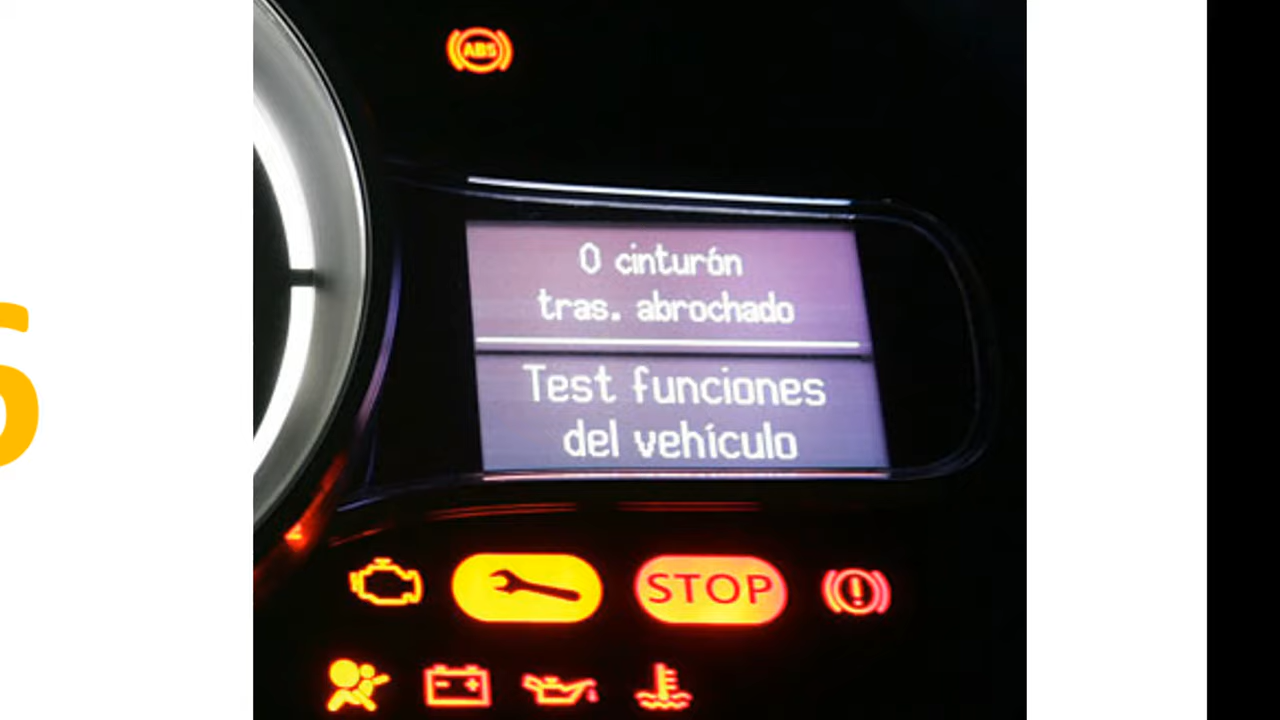 ABS
0 cinturón
tras. abrochado
Test funciones
del vehículo
STOP